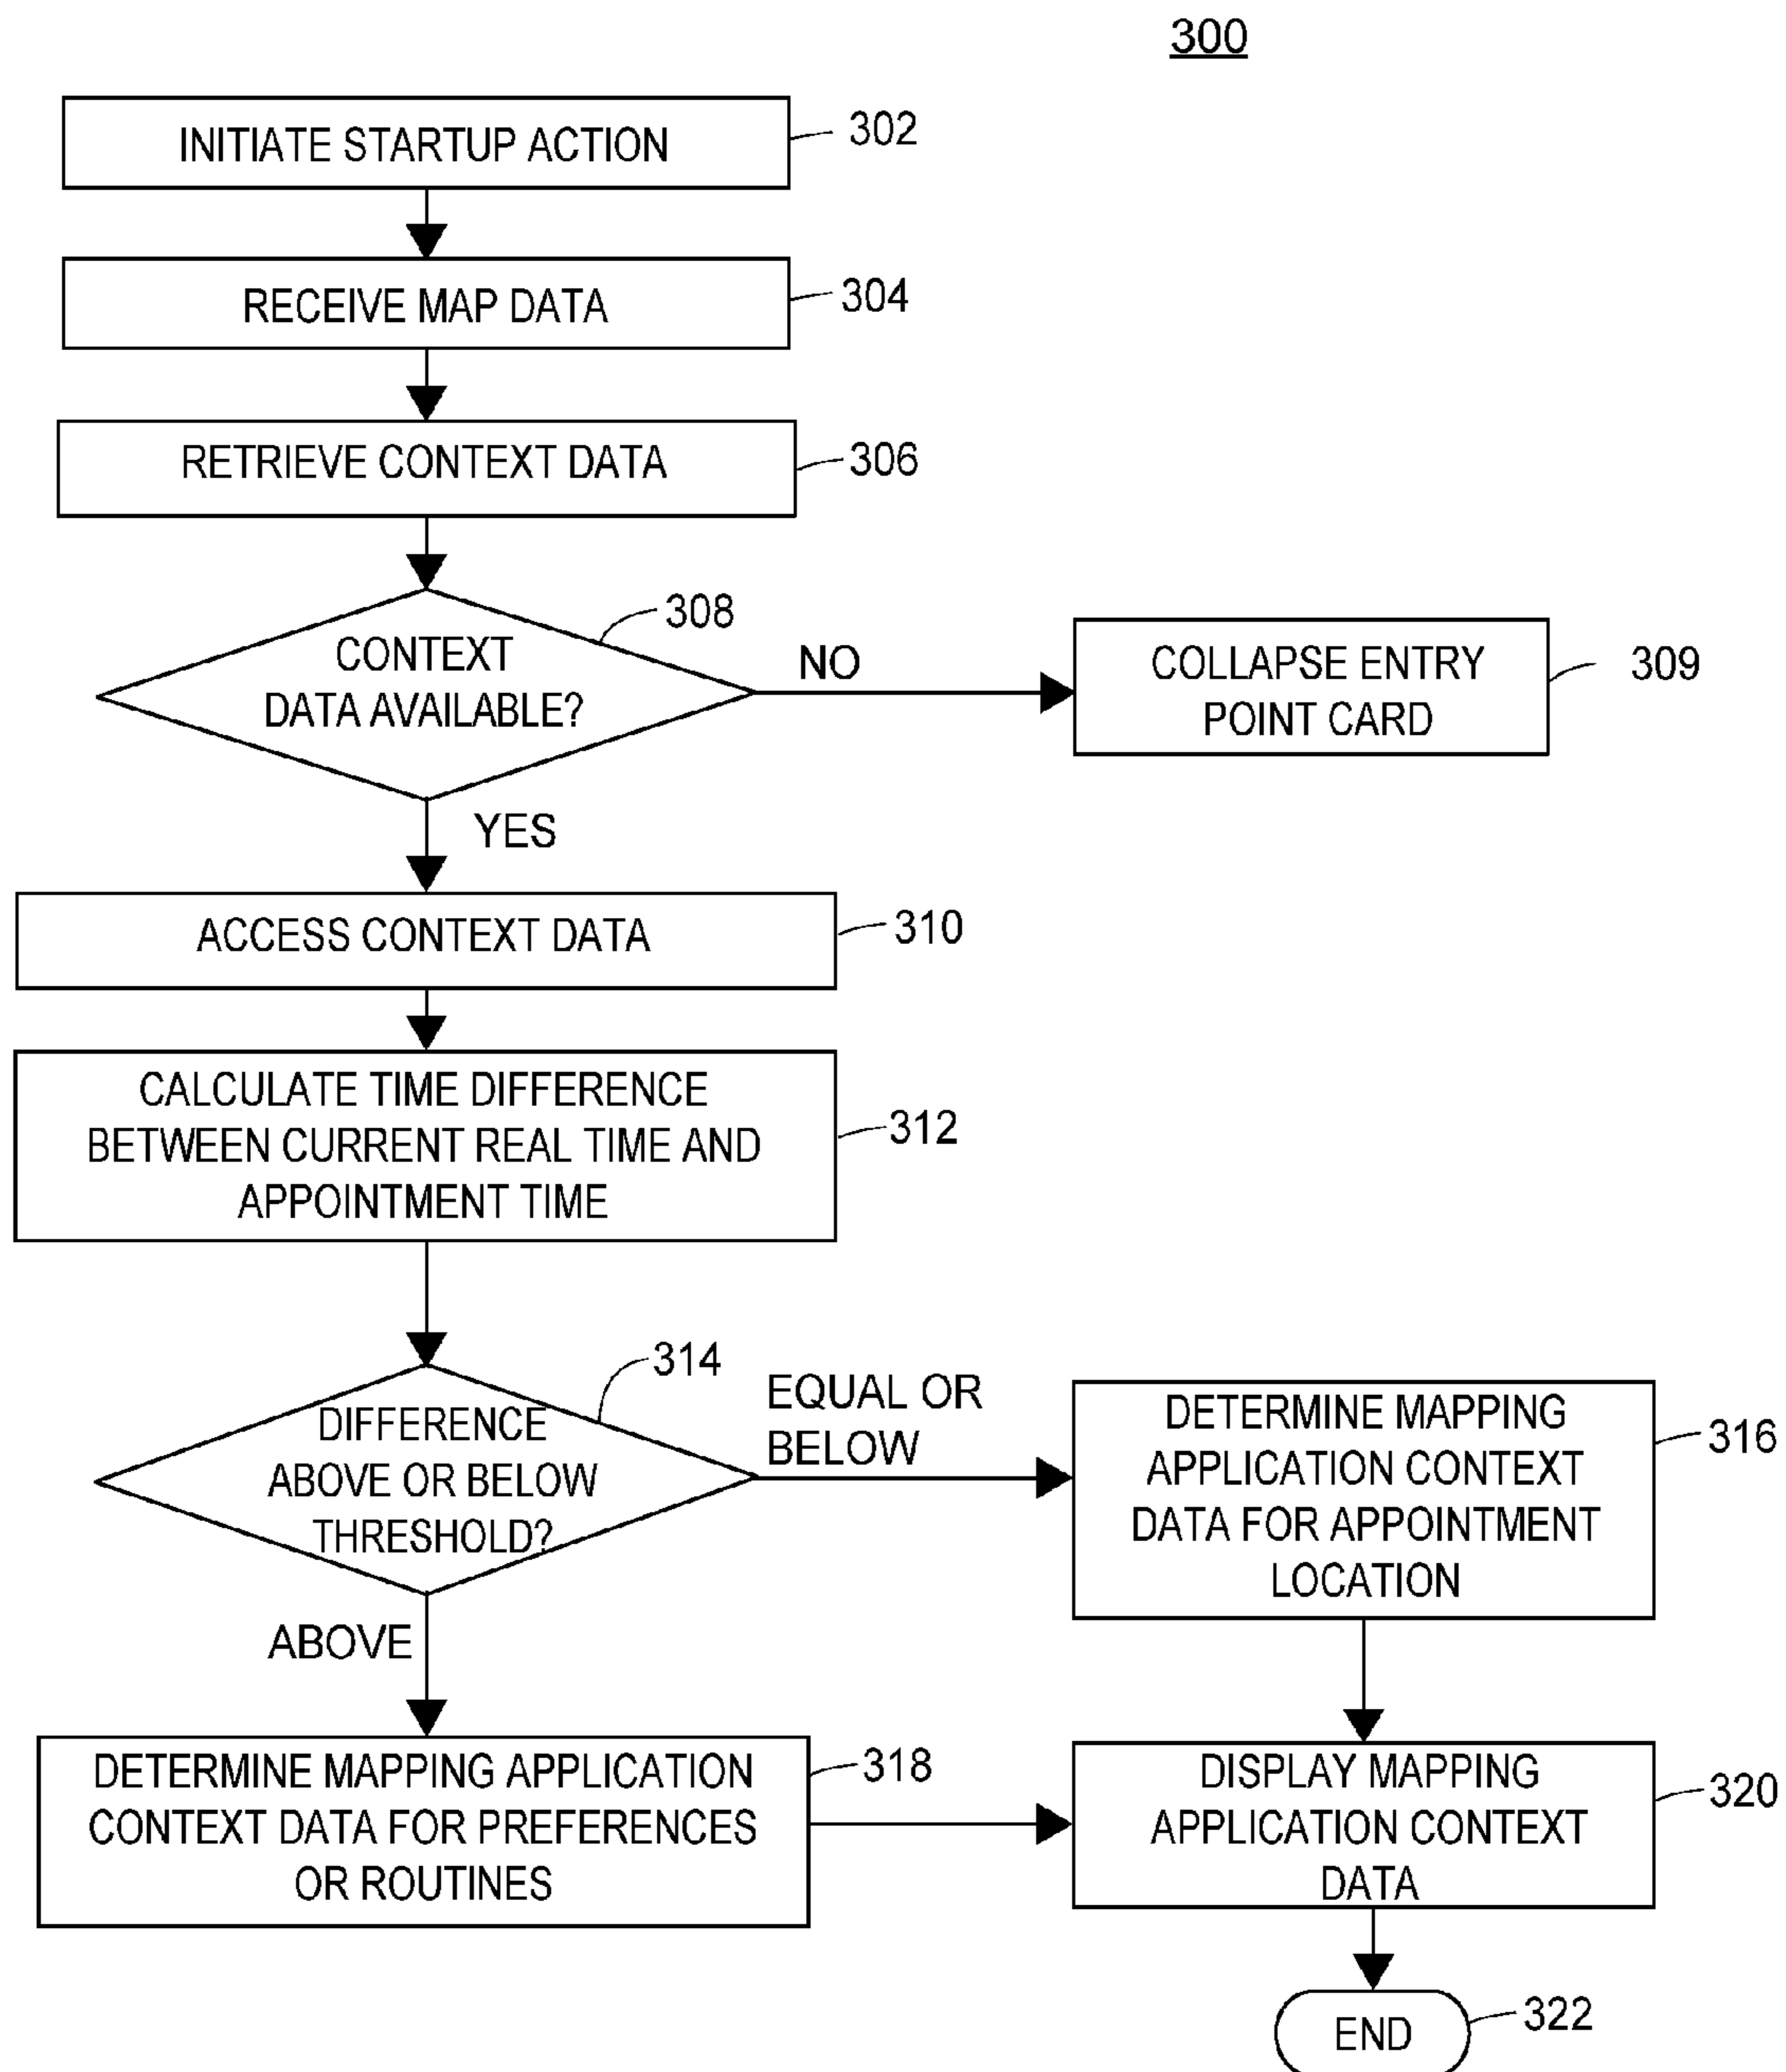 300
INITIATE STARTUP ACTION
302
RECEIVE MAP DATA
304
RETRIEVE CONTEXT DATA
306
308
CONTEXT
DATA AVAILABLE?
NO
COLLAPSE ENTRY
POINT CARD
309
YES
ACCESS CONTEXT DATA
310
CALCULATE TIME DIFFERENCE
BETWEEN CURRENT REAL TIME AND
APPOINTMENT TIME
312
314
DIFFERENCE
ABOVE OR BELOW
THRESHOLD?
EQUAL OR
BELOW
DETERMINE MAPPING
APPLICATION CONTEXT
DATA FOR APPOINTMENT
LOCATION
316
ABOVE
DETERMINE MAPPING APPLICATION
CONTEXT DATA FOR PREFERENCES
OR ROUTINES
318
DISPLAY MAPPING
APPLICATION CONTEXT
DATA
320
END
322